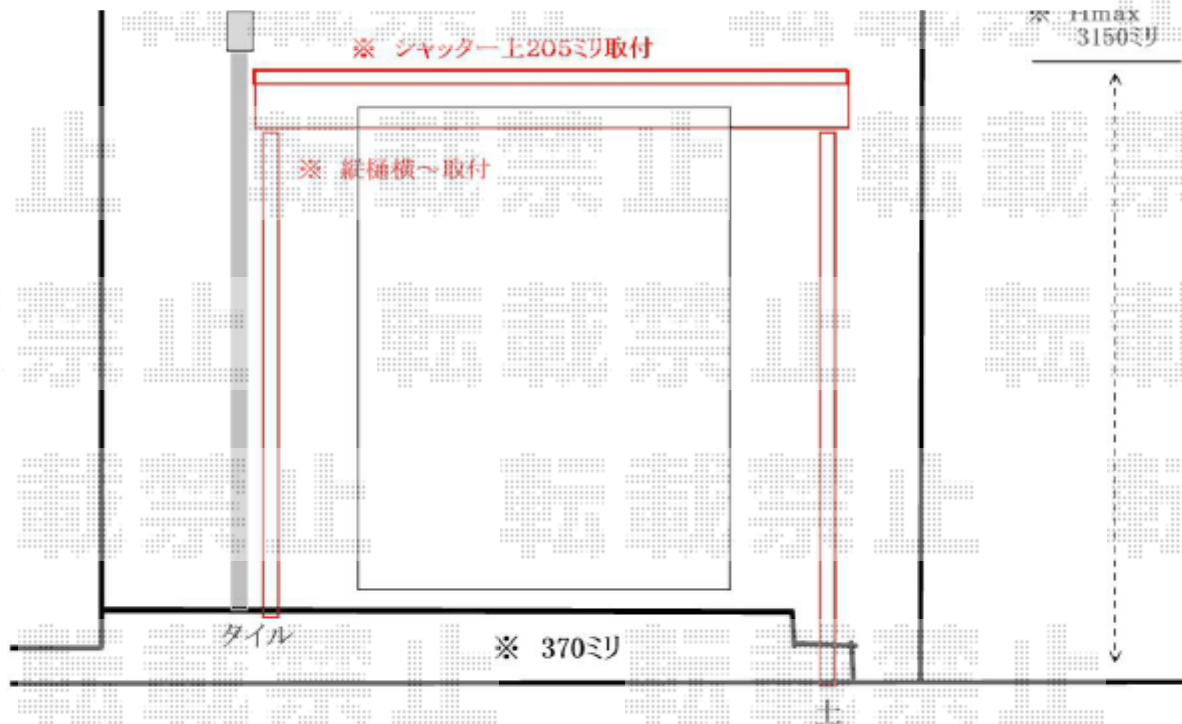 ※ シャッター上205ミリ取付
※ Hmax
3150ミリ
※ 縦樋横～取付
タイル
※ 370ミリ
土
転載禁止